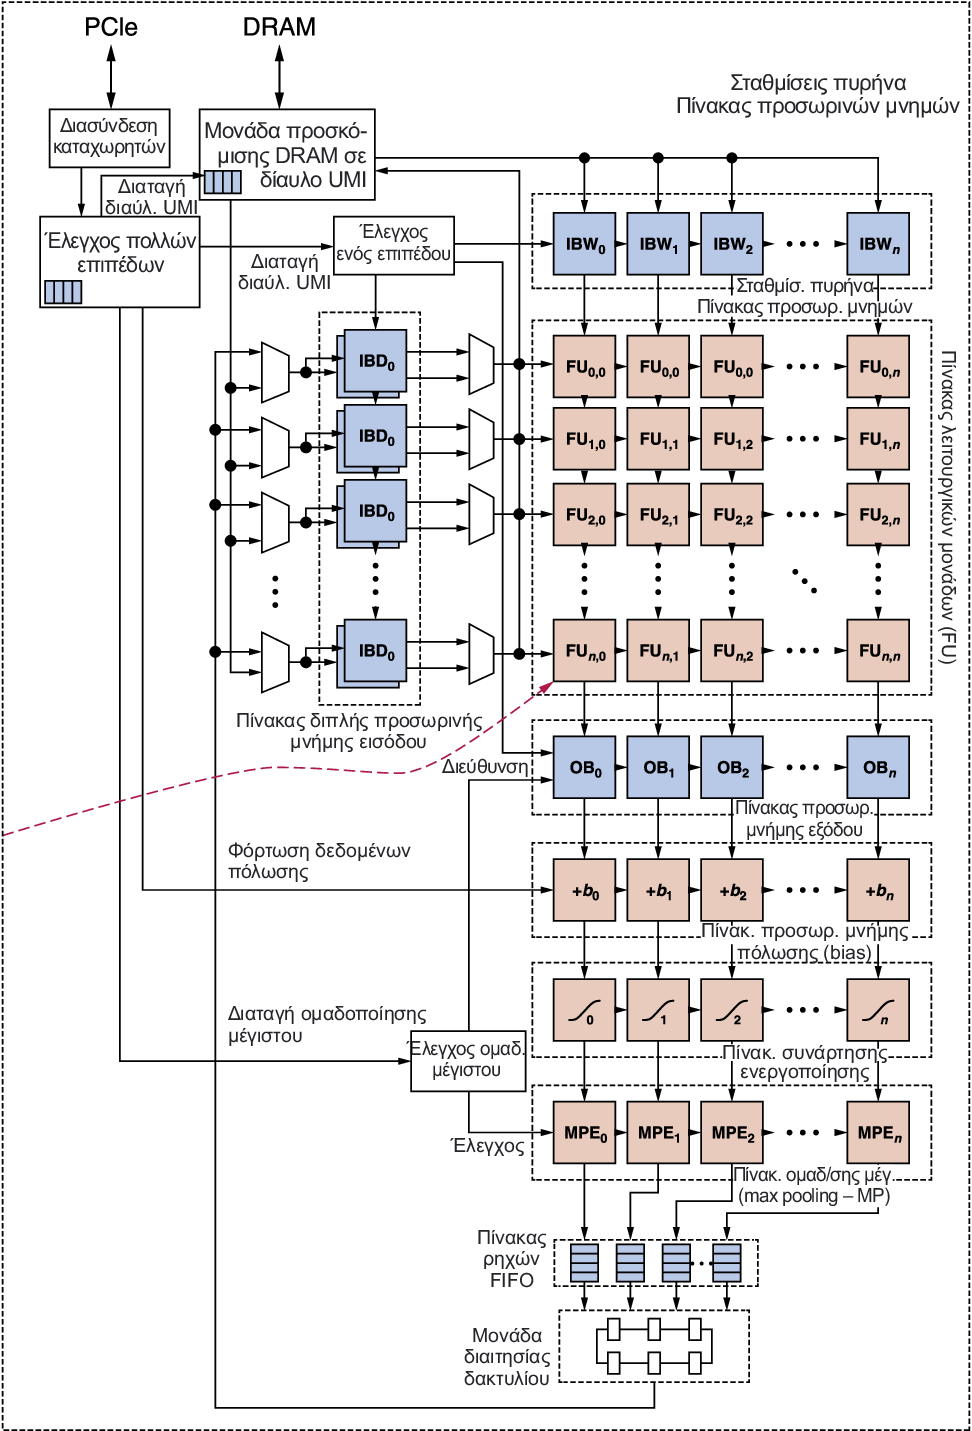 PCIe
DRAM
Σταθμίσεις πυρήνα
Πίνακας προσωρινών μνημών
Διασύνδεση
καταχωρητών
Μονάδα προσκό-
μισης DRAM σε
δίαυλο UMI
Διαταγή
διαύλ. UMI
Έλεγχος πολλών
επιπέδων
Διαταγή
διαύλ. UMI
Έλεγχος
ενός επιπέδου
IBW0
IBW1
IBW2
IBWn
Σταθμίσ. πυρήνα
Πίνακας προσωρ. μνημών
IBD0
FU0,0
FU0,0
FU0,0
FU0,n
IBD0
FU1,0
FU1,1
FU1,2
FU1,n
IBD0
FU2,0
FU2,1
FU2,2
FU2,n
IBD0
FUn,0
FUn,1
FUn,2
FUn,n
Πίνακας λειτουργικών μονάδων (FU)
Πίνακας διπλής προσωρινής
μνήμης εισόδου
Διεύθυνση
OB0
OB1
OB2
OBn
Πίνακας προσωρ.
μνήμης εξόδου
Φόρτωση δεδομένων
πόλωσης
+b0
+b1
+b2
+bn
Πίνακ. προσωρ. μνήμης
πόλωσης (bias)
0
1
2
n
Πίνακ. συνάρτησης
ενεργοποίησης
Διαταγή ομαδοποίησης
μέγιστου
Έλεγχος ομαδ.
μέγιστου
Έλεγχος
MPE0
MPE1
MPE2
MPEn
Πίνακ. ομαδ/σης μέγ.
(max pooling – MP)
Πίνακας
ρηχών
FIFO
Μονάδα
διαιτησίας
δακτυλίου